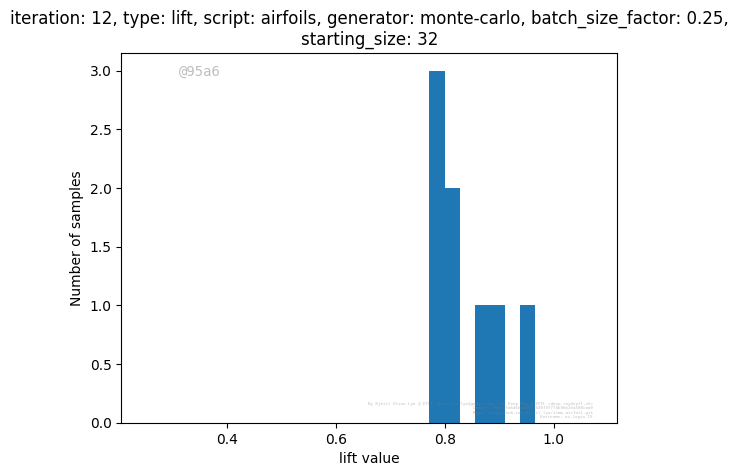 iteration: 12, type: lift, script: airfoils, generator: monte-carlo, batch_size_factor: 0.25,
starting_size: 32
@95a6
3.0
2.5
2.0
1.5
1.0
0.5
0.0
Number of samples
0.4 0.6 0.8 1.0
lift value